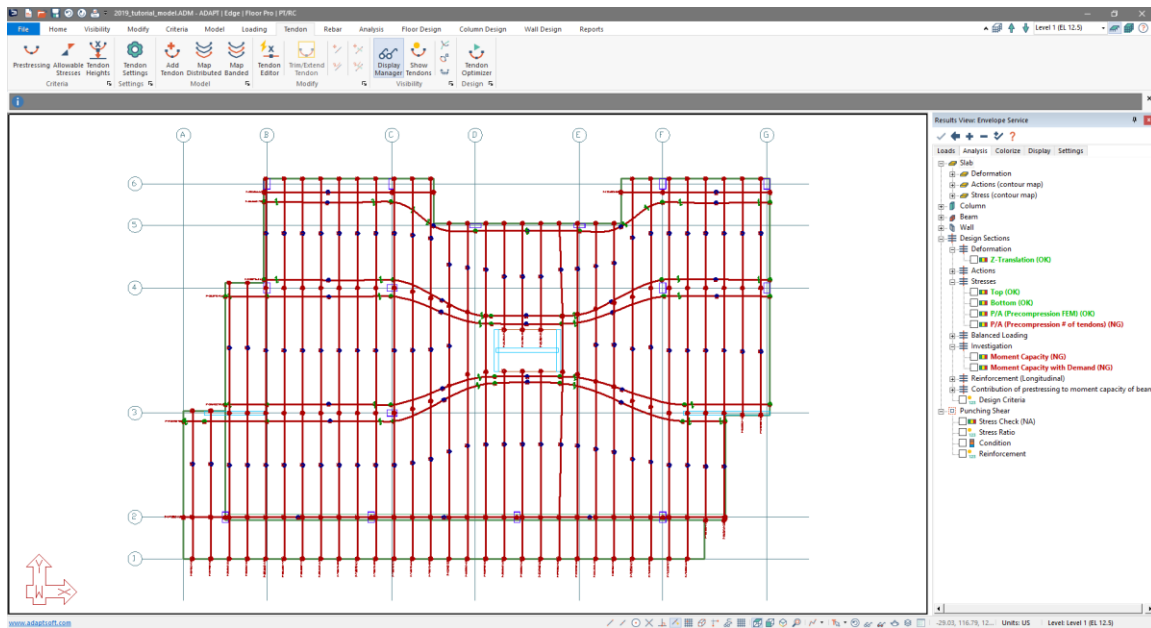 2019_tutorial_model.ADM - ADAPT | Edge | Floor Pro | PT/RC
File Home Visibility Modify Criteria Model Loading Tendon Rebar Analysis Floor Design Column Design Wall Design Reports
Level 1 (EL 12.5)
Prestressing Allowable Stresses Tendon Heights
Tendon Settings
Add Tendon Map Distributed Map Banded
Tendon Editor Trim/Extend Tendon
Display Manager Show Tendons
Tendon Optimizer
Criteria Settings Model Modify Visibility Design
Results View: Envelope Service
Loads Analysis Colorize Display Settings
Slab
Deformation
Actions (contour map)
Stress (contour map)
Column
Beam
Wall
Design Sections
Deformation
Z-Translation (OK)
Actions
Stresses
Top (OK)
Bottom (OK)
P/A (Precompression FEM) (OK)
P/A (Precompression # of tendons) (NG)
Balanced Loading
Investigation
Moment Capacity (NG)
Moment Capacity with Demand (NG)
Reinforcement (Longitudinal)
Contribution of prestressing to moment capacity of bean
Design Criteria
Punching Shear
Stress Check (NA)
Stress Ratio
Condition
Reinforcement
A B C D E F G
6
5
4
3
2
1
Y
W X
www.adaptsoft.com
-29.03, 116.79, 12... Units: US Level: Level 1 (EL 12.5)